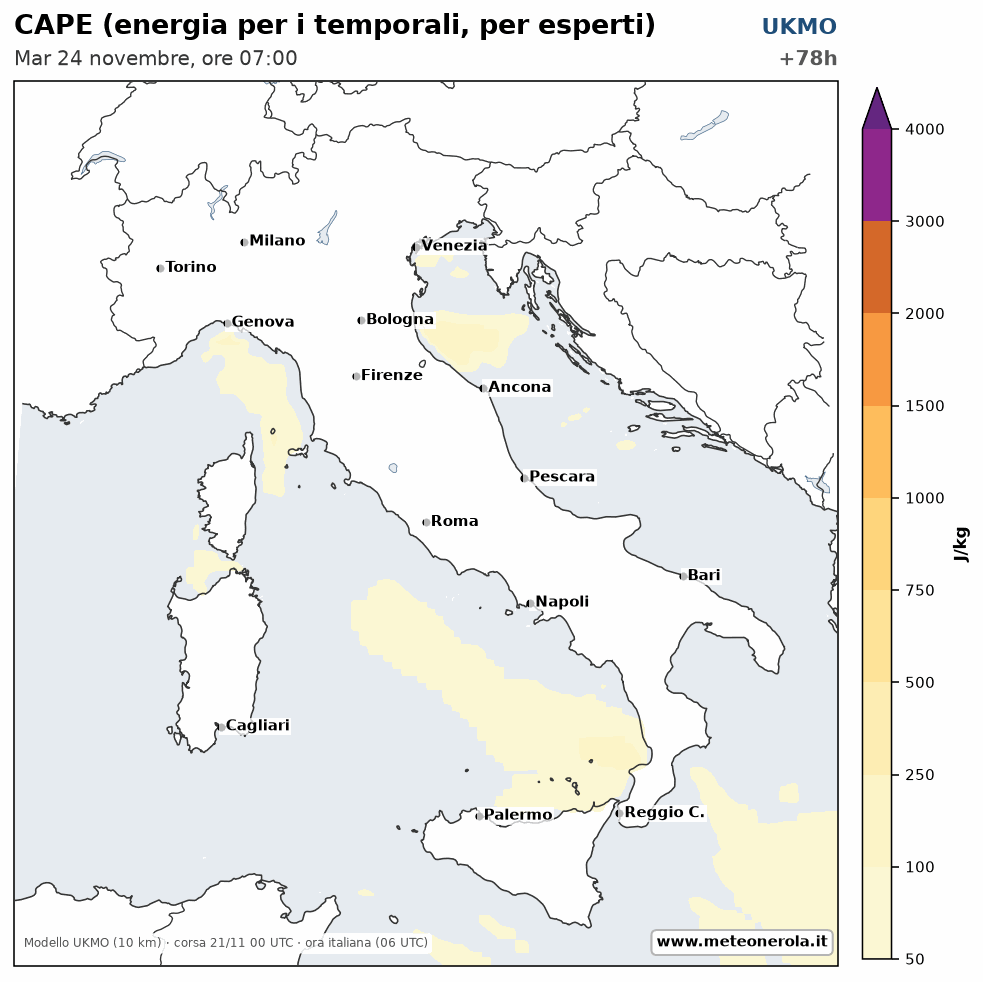 CAPE (energia per i temporali, per esperti)
UKMO
Mar 24 novembre, ore 07:00
+78h
4000
3000
2000
1500
1000
750
500
250
100
50
J/kg
Venezia
Milano
Torino
Genova
Bologna
Firenze
Ancona
Pescara
Roma
Bari
Napoli
Cagliari
Palermo
Reggio C.
Modello UKMO (10 km) · corsa 21/11 00 UTC · ora italiana (06 UTC)
www.meteonerola.it